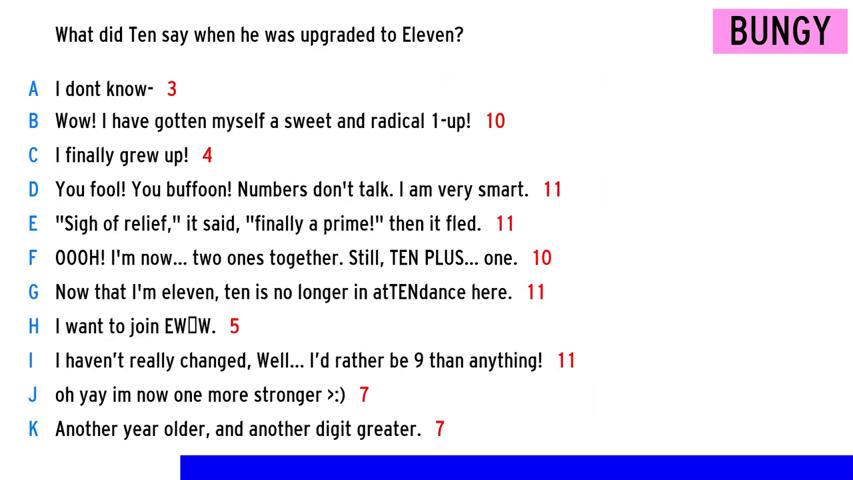 What did Ten say when he was upgraded to Eleven?
BUNGY
A I dont know- 3
B Wow! I have gotten myself a sweet and radical 1-up! 10
C I finally grew up! 4
D You fool! You buffoon! Numbers don't talk. I am very smart. 11
E "Sigh of relief," it said, "finally a prime!" then it fled. 11
F OOOH! I'm now... two ones together. Still, TEN PLUS... one. 10
G Now that I'm eleven, ten is no longer in atTENdance here. 11
H I want to join EW▯W. 5
I I haven’t really changed, Well... I’d rather be 9 than anything! 11
J oh yay im now one more stronger >:) 7
K Another year older, and another digit greater. 7